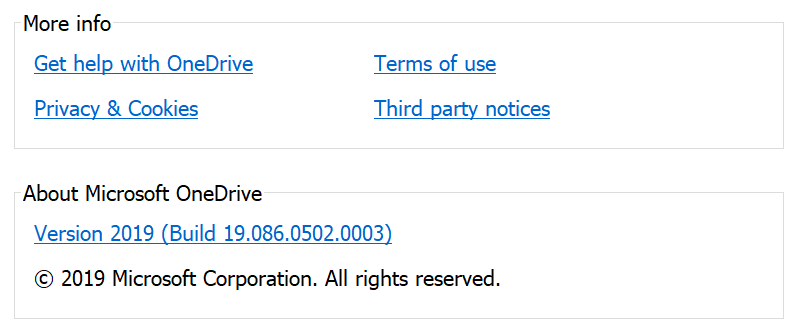 More info
Get help with OneDrive Terms of use
Privacy & Cookies Third party notices
About Microsoft OneDrive
Version 2019 (Build 19.086.0502.0003)
© 2019 Microsoft Corporation. All rights reserved.